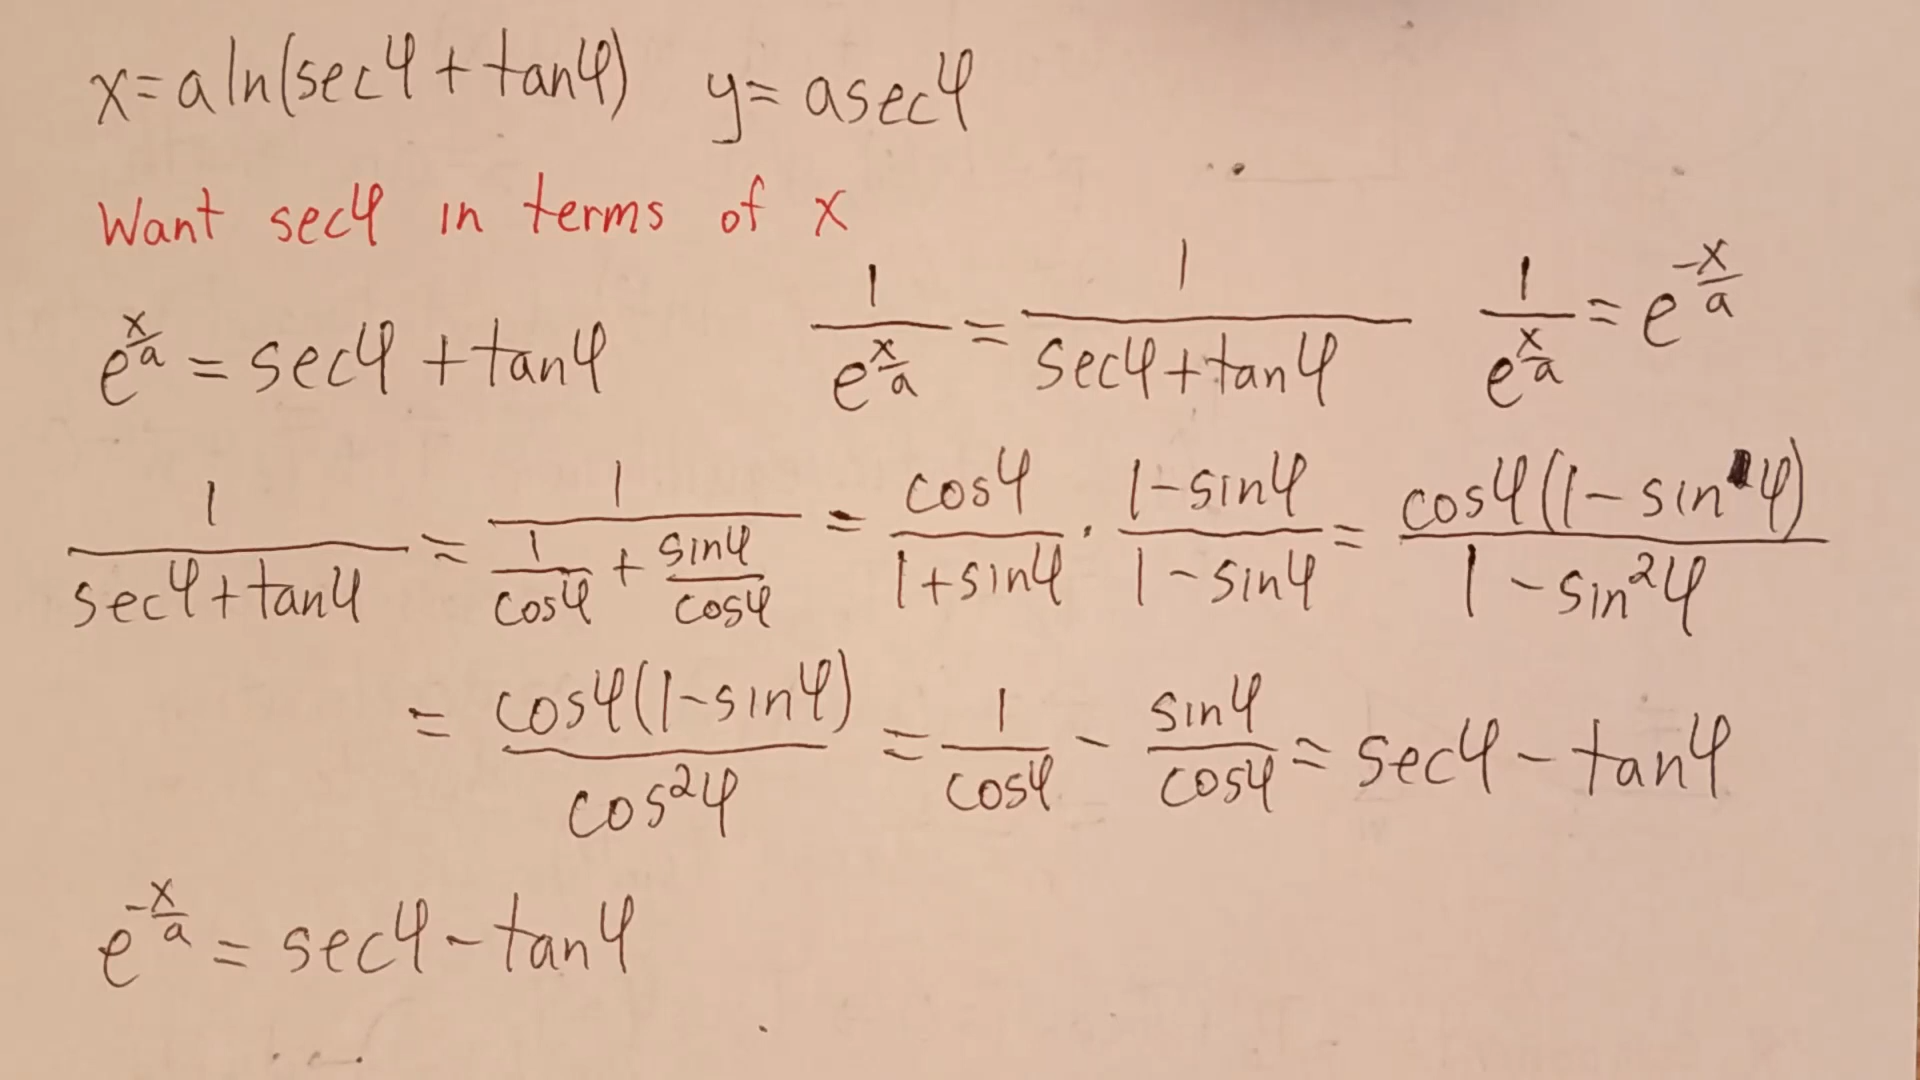 x = a ln(secφ + tanφ)   y = a secφ
Want secφ in terms of x
e^(x/a) = secφ + tanφ   1/e^(x/a) = 1/(secφ + tanφ)   1/e^(x/a) = e^(-x/a)
1/(secφ + tanφ) = 1/(1/cosφ + sinφ/cosφ) = cosφ/(1 + sinφ) · (1 - sinφ)/(1 - sinφ) = cosφ(1 - sinφ)/(1 - sin²φ)
= cosφ(1 - sinφ)/cos²φ = 1/cosφ - sinφ/cosφ = secφ - tanφ
e^(-x/a) = secφ - tanφ